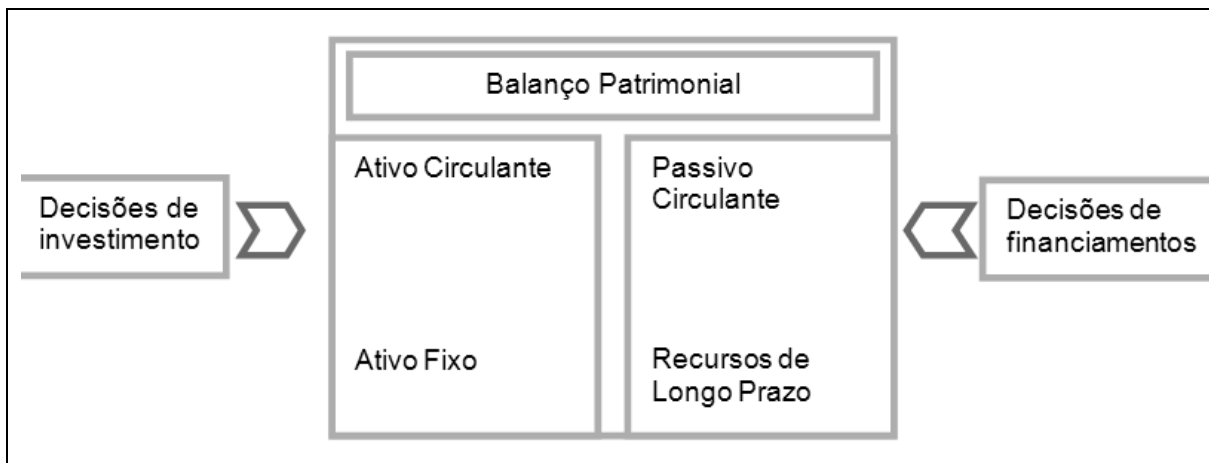 Balanço Patrimonial
Decisões de
investimento
Ativo Circulante
Ativo Fixo
Passivo
Circulante
Recursos de
Longo Prazo
Decisões de
financiamentos